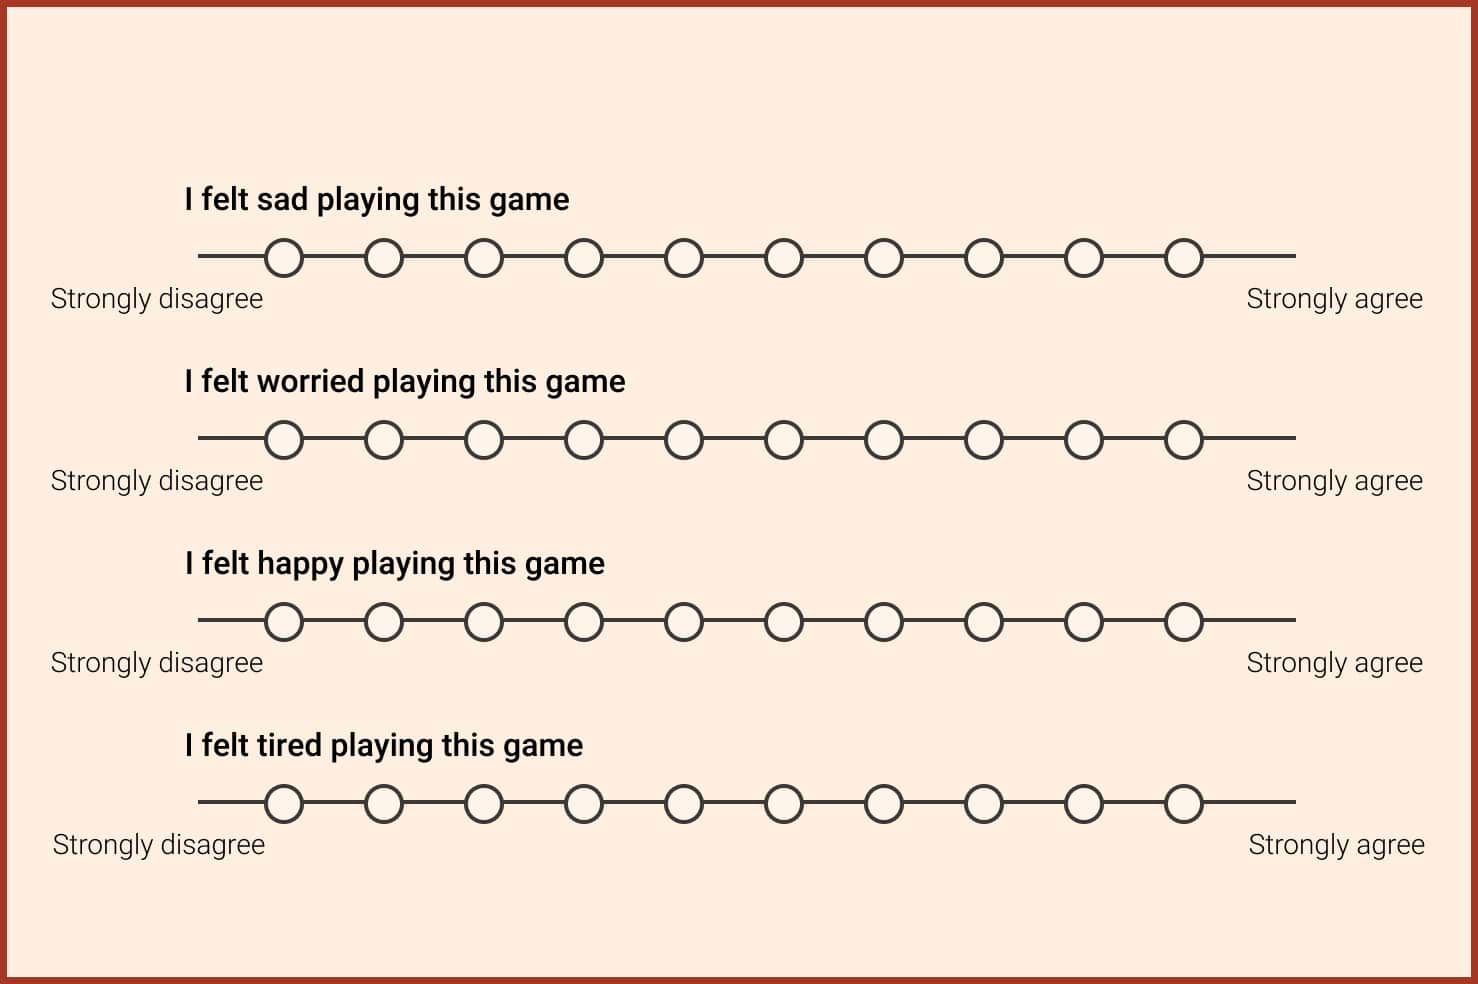 I felt sad playing this game
Strongly disagree Strongly agree
I felt worried playing this game
Strongly disagree Strongly agree
I felt happy playing this game
Strongly disagree Strongly agree
I felt tired playing this game
Strongly disagree Strongly agree